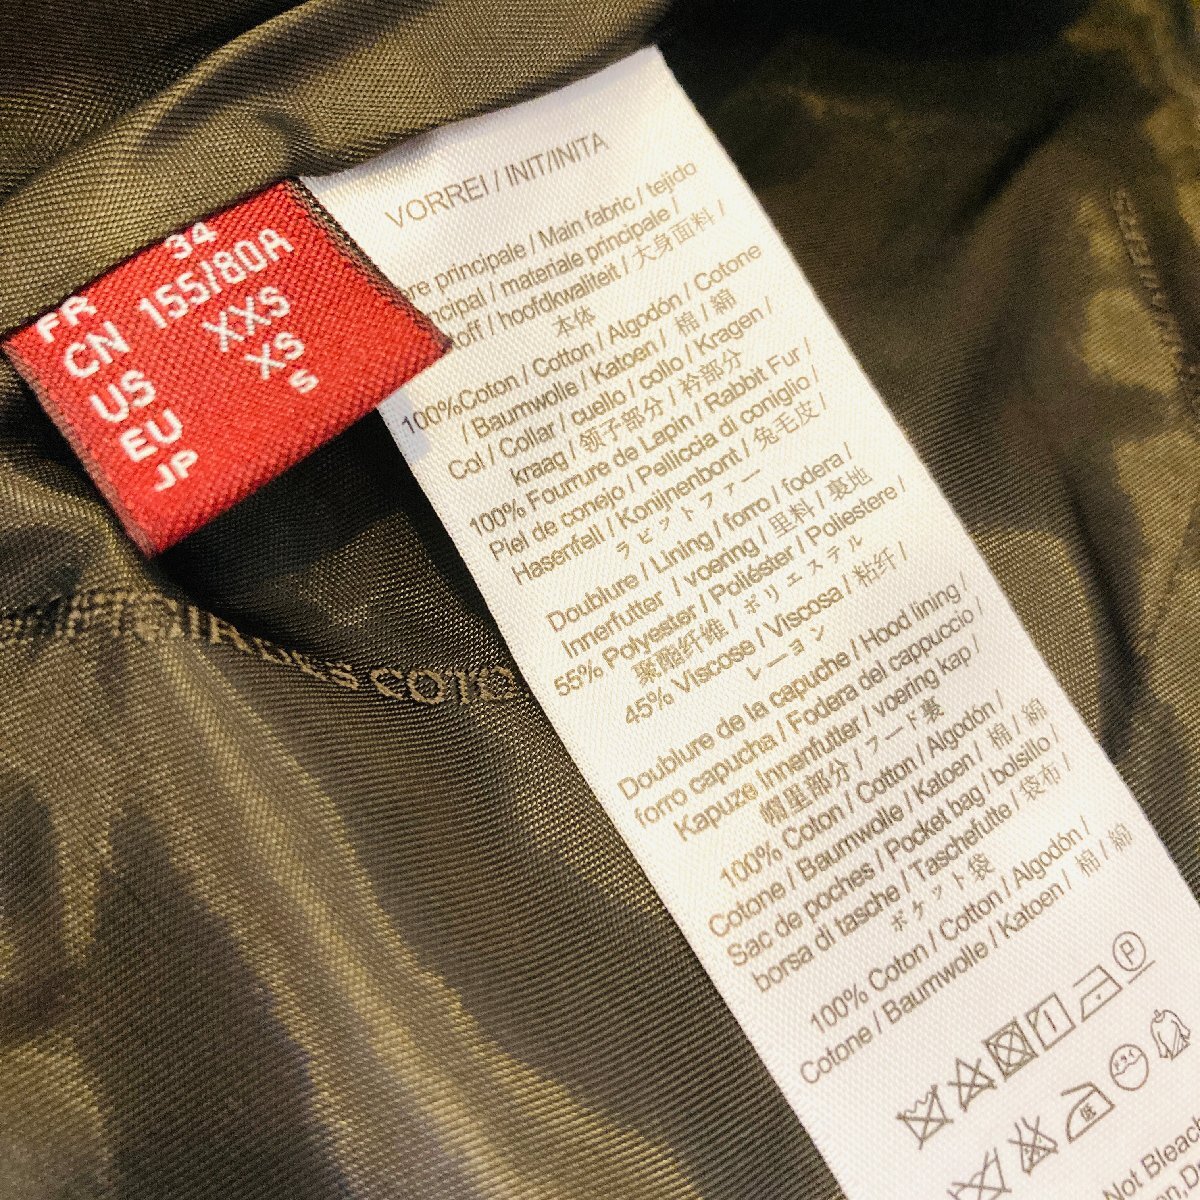 FR 34
CN 155/80A
US XXS
EU XS
JP S
VORREI / INIT/INITA
principale / Main fabric / tejido
principal / materiale principale /
/ hoofdkwaliteit / 大身面料 /
本体
100%Coton / Cotton / Algodón / Cotone
/ Baumwolle / Katoen / 棉 / 綿
Col / Collar / cuello / collo / Kragen /
kraag / 领子部分 / 衿部分
100% Fourrure de Lapin / Rabbit Fur /
Piel de conejo / Pelliccia di coniglio /
Hasenfell / Konijnenbont / 兔毛皮 /
ラビットファー
Doublure / Lining / forro / fodera /
Innenfutter / voering / 里料 / 裏地
55% Polyester / Poliéster / Poliestere /
聚酯纤维 / ポリエステル
45% Viscose / Viscosa / 粘纤 /
レーヨン
Doublure de la capuche / Hood lining /
forro capucha / Fodera del cappuccio /
Kapuze Innenfutter / voering kap /
帽里部分 / フード裏
100% Coton / Cotton / Algodón /
Cotone / Baumwolle / Katoen / 棉 / 綿
Sac de poches / Pocket bag / bolsillo /
borsa di tasche / Taschefutte / 袋布 /
ポケット袋
100% Coton / Cotton / Algodón /
Cotone / Baumwolle / Katoen / 棉 / 綿
P
低
Not Bleach
COTO